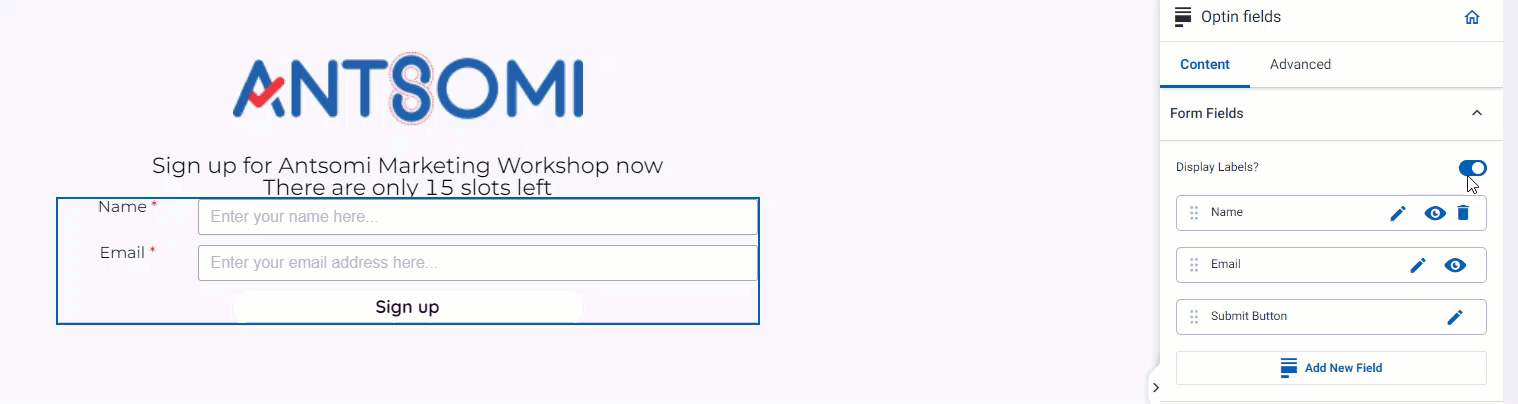 ANTSOMI
Sign up for Antsomi Marketing Workshop now
There are only 15 slots left
Name *
Enter your name here...
Email *
Enter your email address here...
Sign up
Optin fields
Content
Advanced
Form Fields
Display Labels?
Name
Email
Submit Button
Add New Field